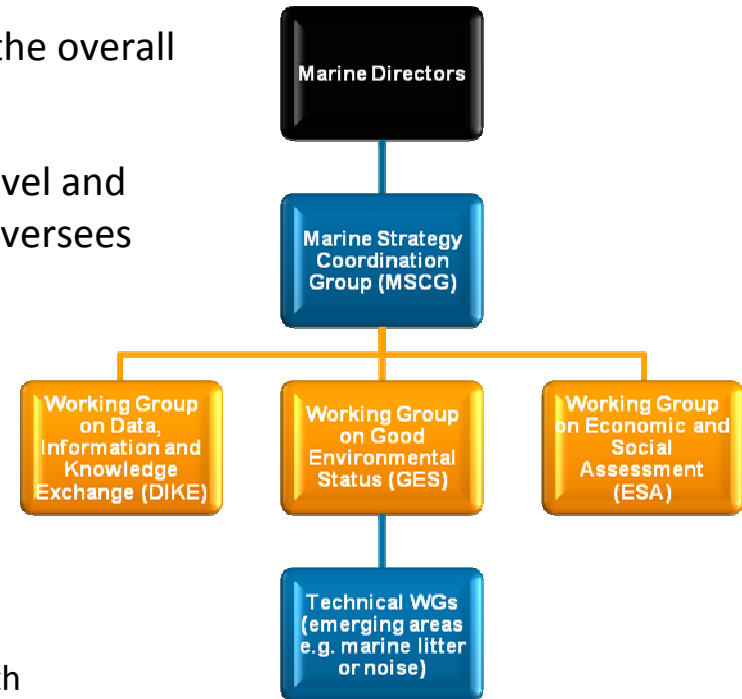 the overall
Marine Directors
vel and
versees
Marine Strategy
Coordination
Group (MSCG)
Working Group
on Data,
Information and
Knowledge
Exchange (DIKE)
Working Group
on Good
Environmental
Status (GES)
Working Group
on Economic and
Social
Assessment
(ESA)
Technical WGs
(emerging areas
e.g. marine litter
or noise)
th